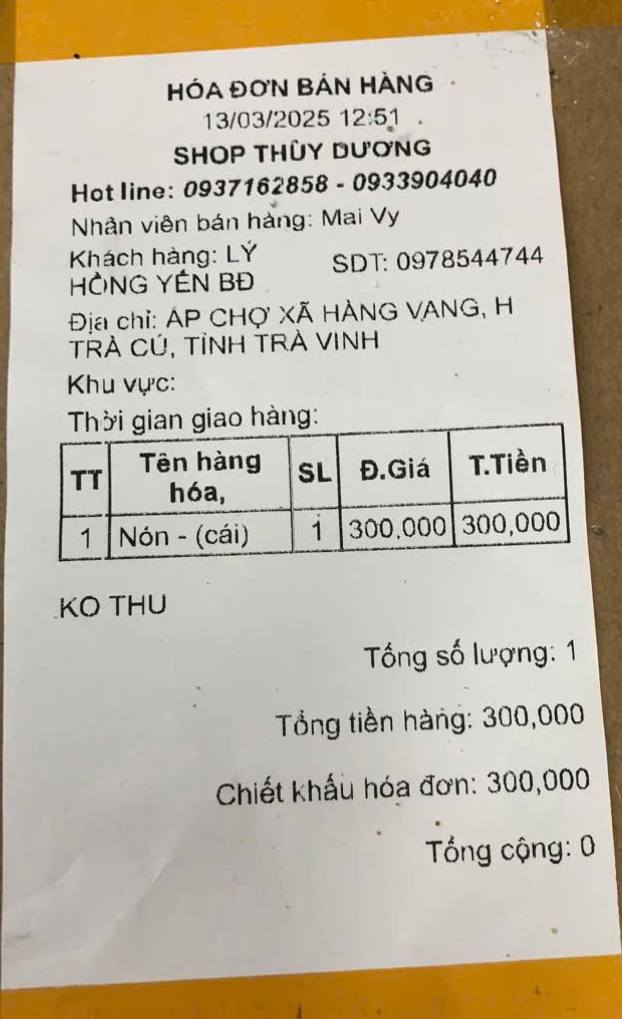 HÓA ĐƠN BÁN HÀNG
13/03/2025 12:51
SHOP THÙY DƯƠNG
Hot line: 0937162858 - 0933904040
Nhân viên bán hàng: Mai Vy
Khách hàng: LÝ HỒNG YẾN BĐ SDT: 0978544744
Địa chỉ: ẤP CHỢ XÃ HÀNG VANG, H
TRÀ CÚ, TỈNH TRÀ VINH
Khu vực:
Thời gian giao hàng:
TT Tên hàng hóa, SL Đ.Giá T.Tiền
1 Nón - (cái) 1 300,000 300,000
KO THU
Tổng số lượng: 1
Tổng tiền hàng: 300,000
Chiết khấu hóa đơn: 300,000
Tổng cộng: 0